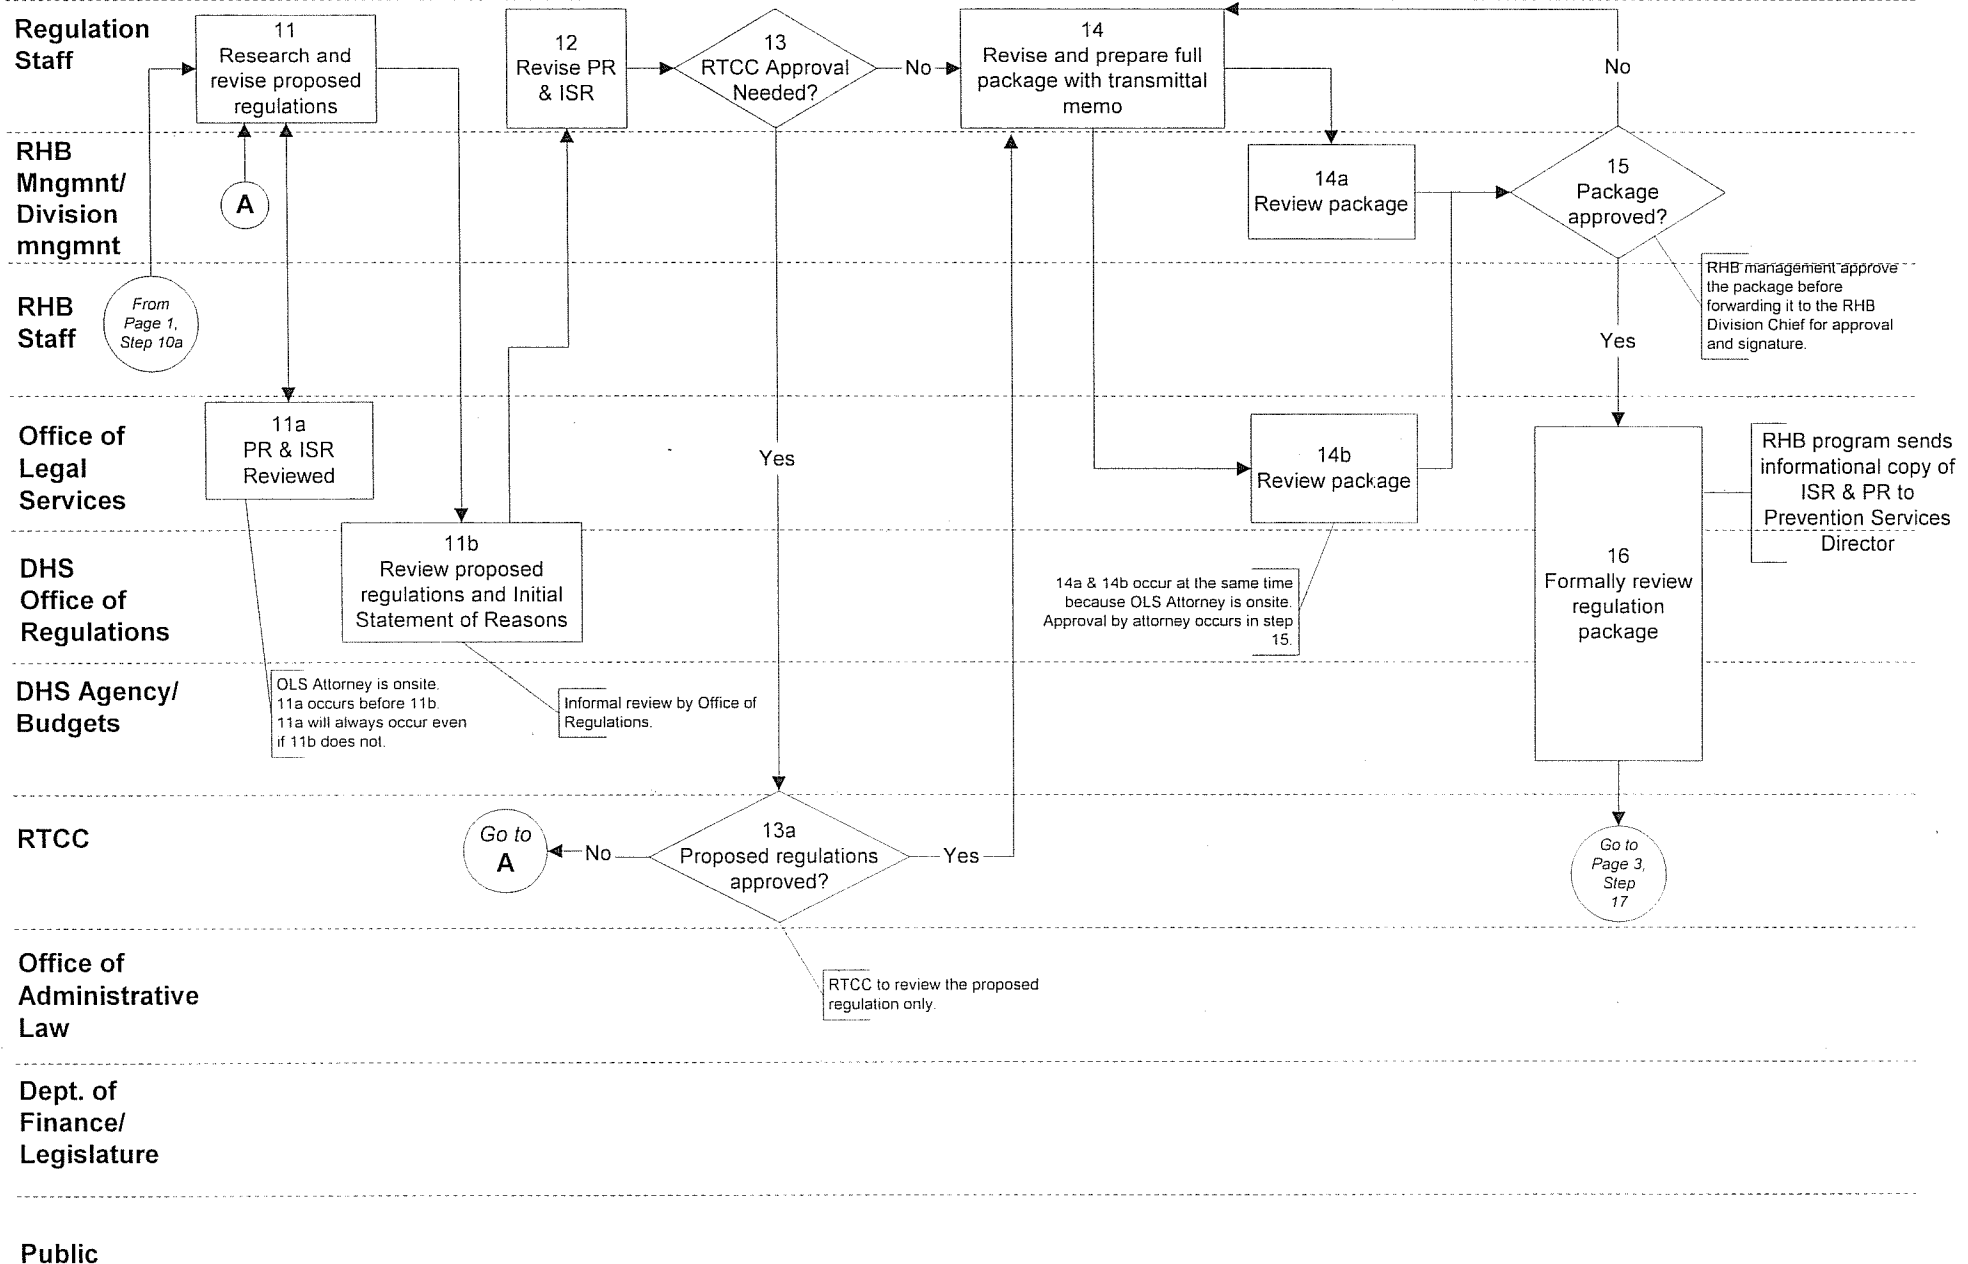 Regulation
Staff
11
Research and
revise proposed
regulations
12
Revise PR
& ISR
13
RTCC Approval
Needed?
No
14
Revise and prepare full
package with transmittal
memo
No
RHB
Mngmnt/
Division
mngmnt
A
14a
Review package
15
Package
approved?
RHB management approve
the package before
forwarding it to the RHB
Division Chief for approval
and signature.
RHB
Staff
From
Page 1,
Step 10a
Yes
Office of
Legal
Services
11a
PR & ISR
Reviewed
Yes
14b
Review package
RHB program sends
informational copy of
ISR & PR to
Prevention Services
Director
DHS
Office of
Regulations
11b
Review proposed
regulations and Initial
Statement of Reasons
14a & 14b occur at the same time
because OLS Attorney is onsite.
Approval by attorney occurs in step
15.
16
Formally review
regulation
package
DHS Agency/
Budgets
OLS Attorney is onsite.
11a occurs before 11b.
11a will always occur even
if 11b does not.
Informal review by Office of
Regulations.
RTCC
Go to
A
No
13a
Proposed regulations
approved?
Yes
Go to
Page 3,
Step
17
Office of
Administrative
Law
RTCC to review the proposed
regulation only.
Dept. of
Finance/
Legislature
Public